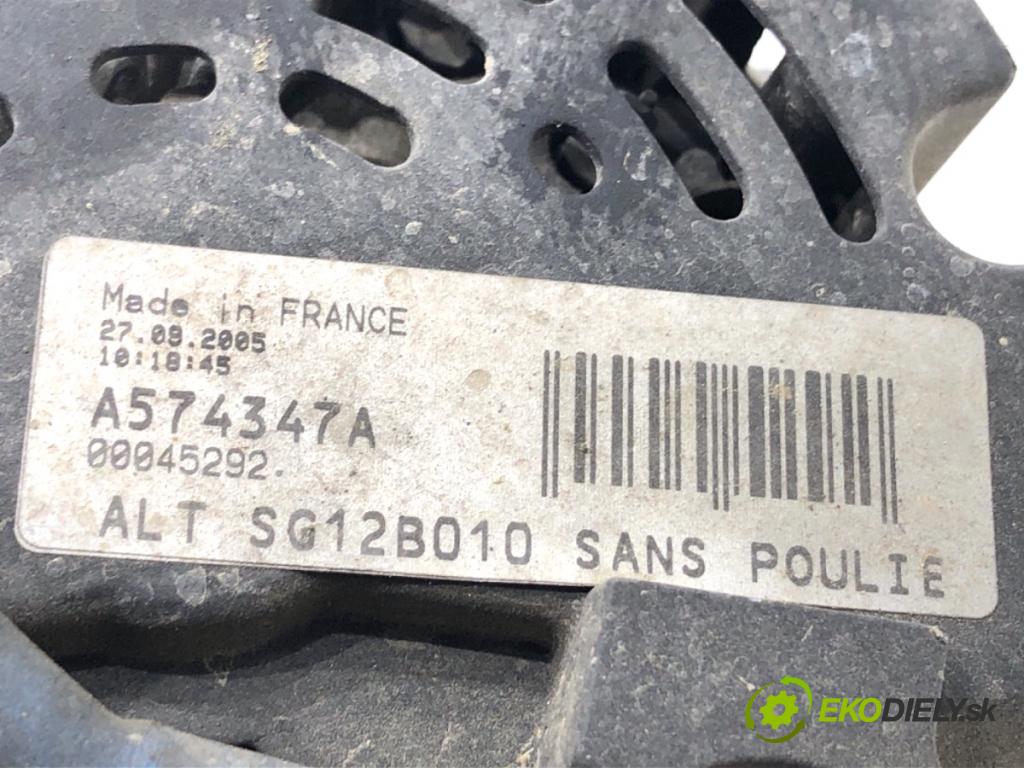 Made in FRANCE
27.09.2005
10:18:45
A574347A
00045292.
ALT SG12B010 SANS POULIE
EKODIELY.sk